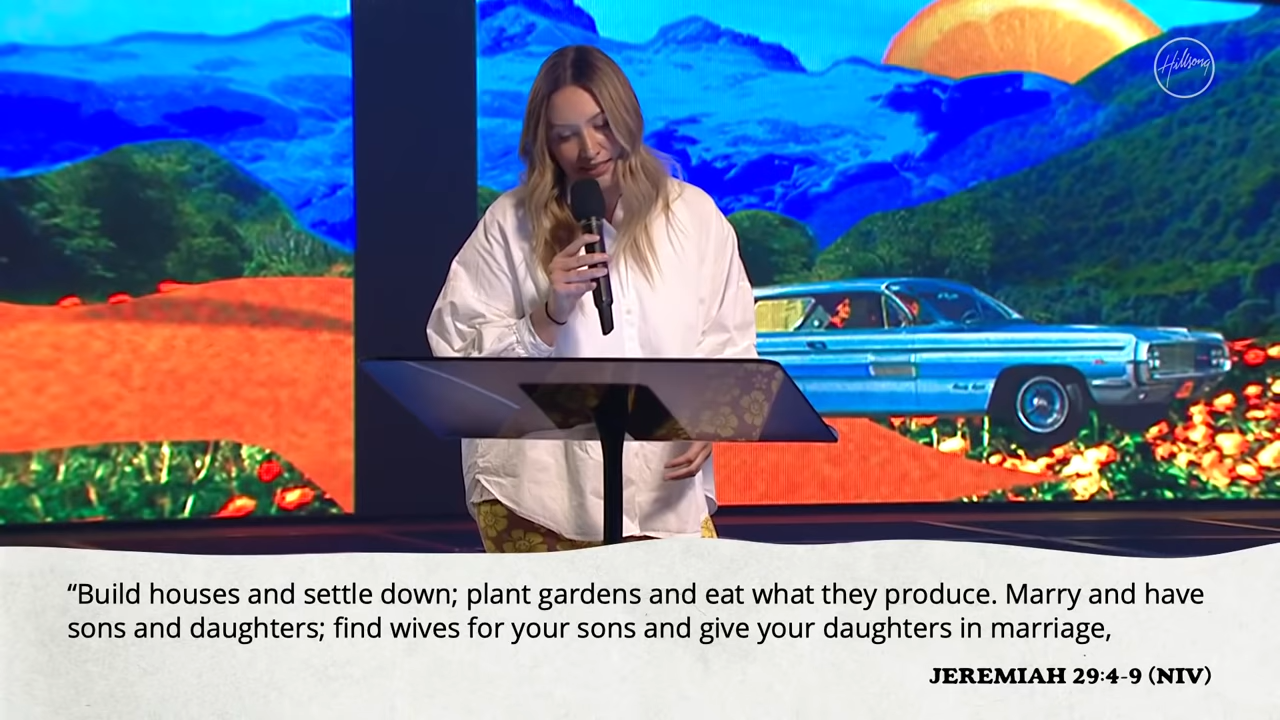 Hillsong
“Build houses and settle down; plant gardens and eat what they produce. Marry and have
sons and daughters; find wives for your sons and give your daughters in marriage,
JEREMIAH 29:4-9 (NIV)